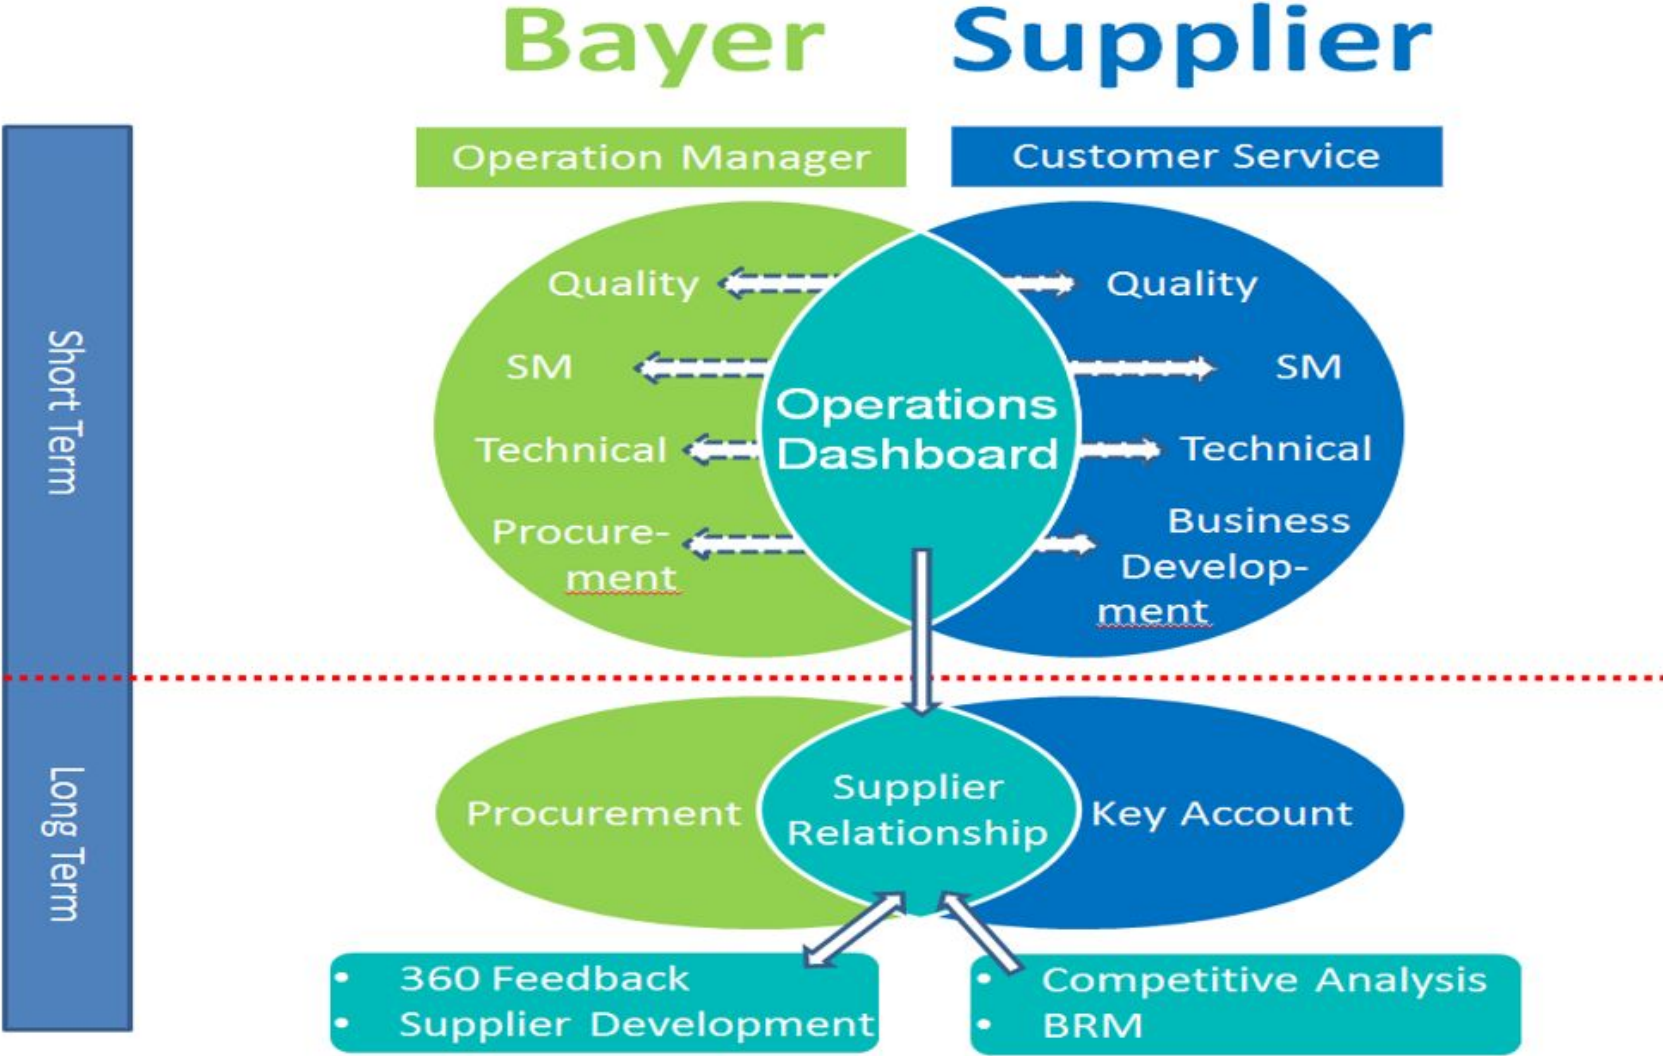 Bayer
Supplier
Operation Manager
Customer Service
Short Term
Quality
Quality
SM
SM
Operations
Dashboard
Technical
Technical
Procure-
ment
Business
Develop-
ment
Long Term
Procurement
Supplier
Relationship
Key Account
• 360 Feedback
• Supplier Development
• Competitive Analysis
• BRM